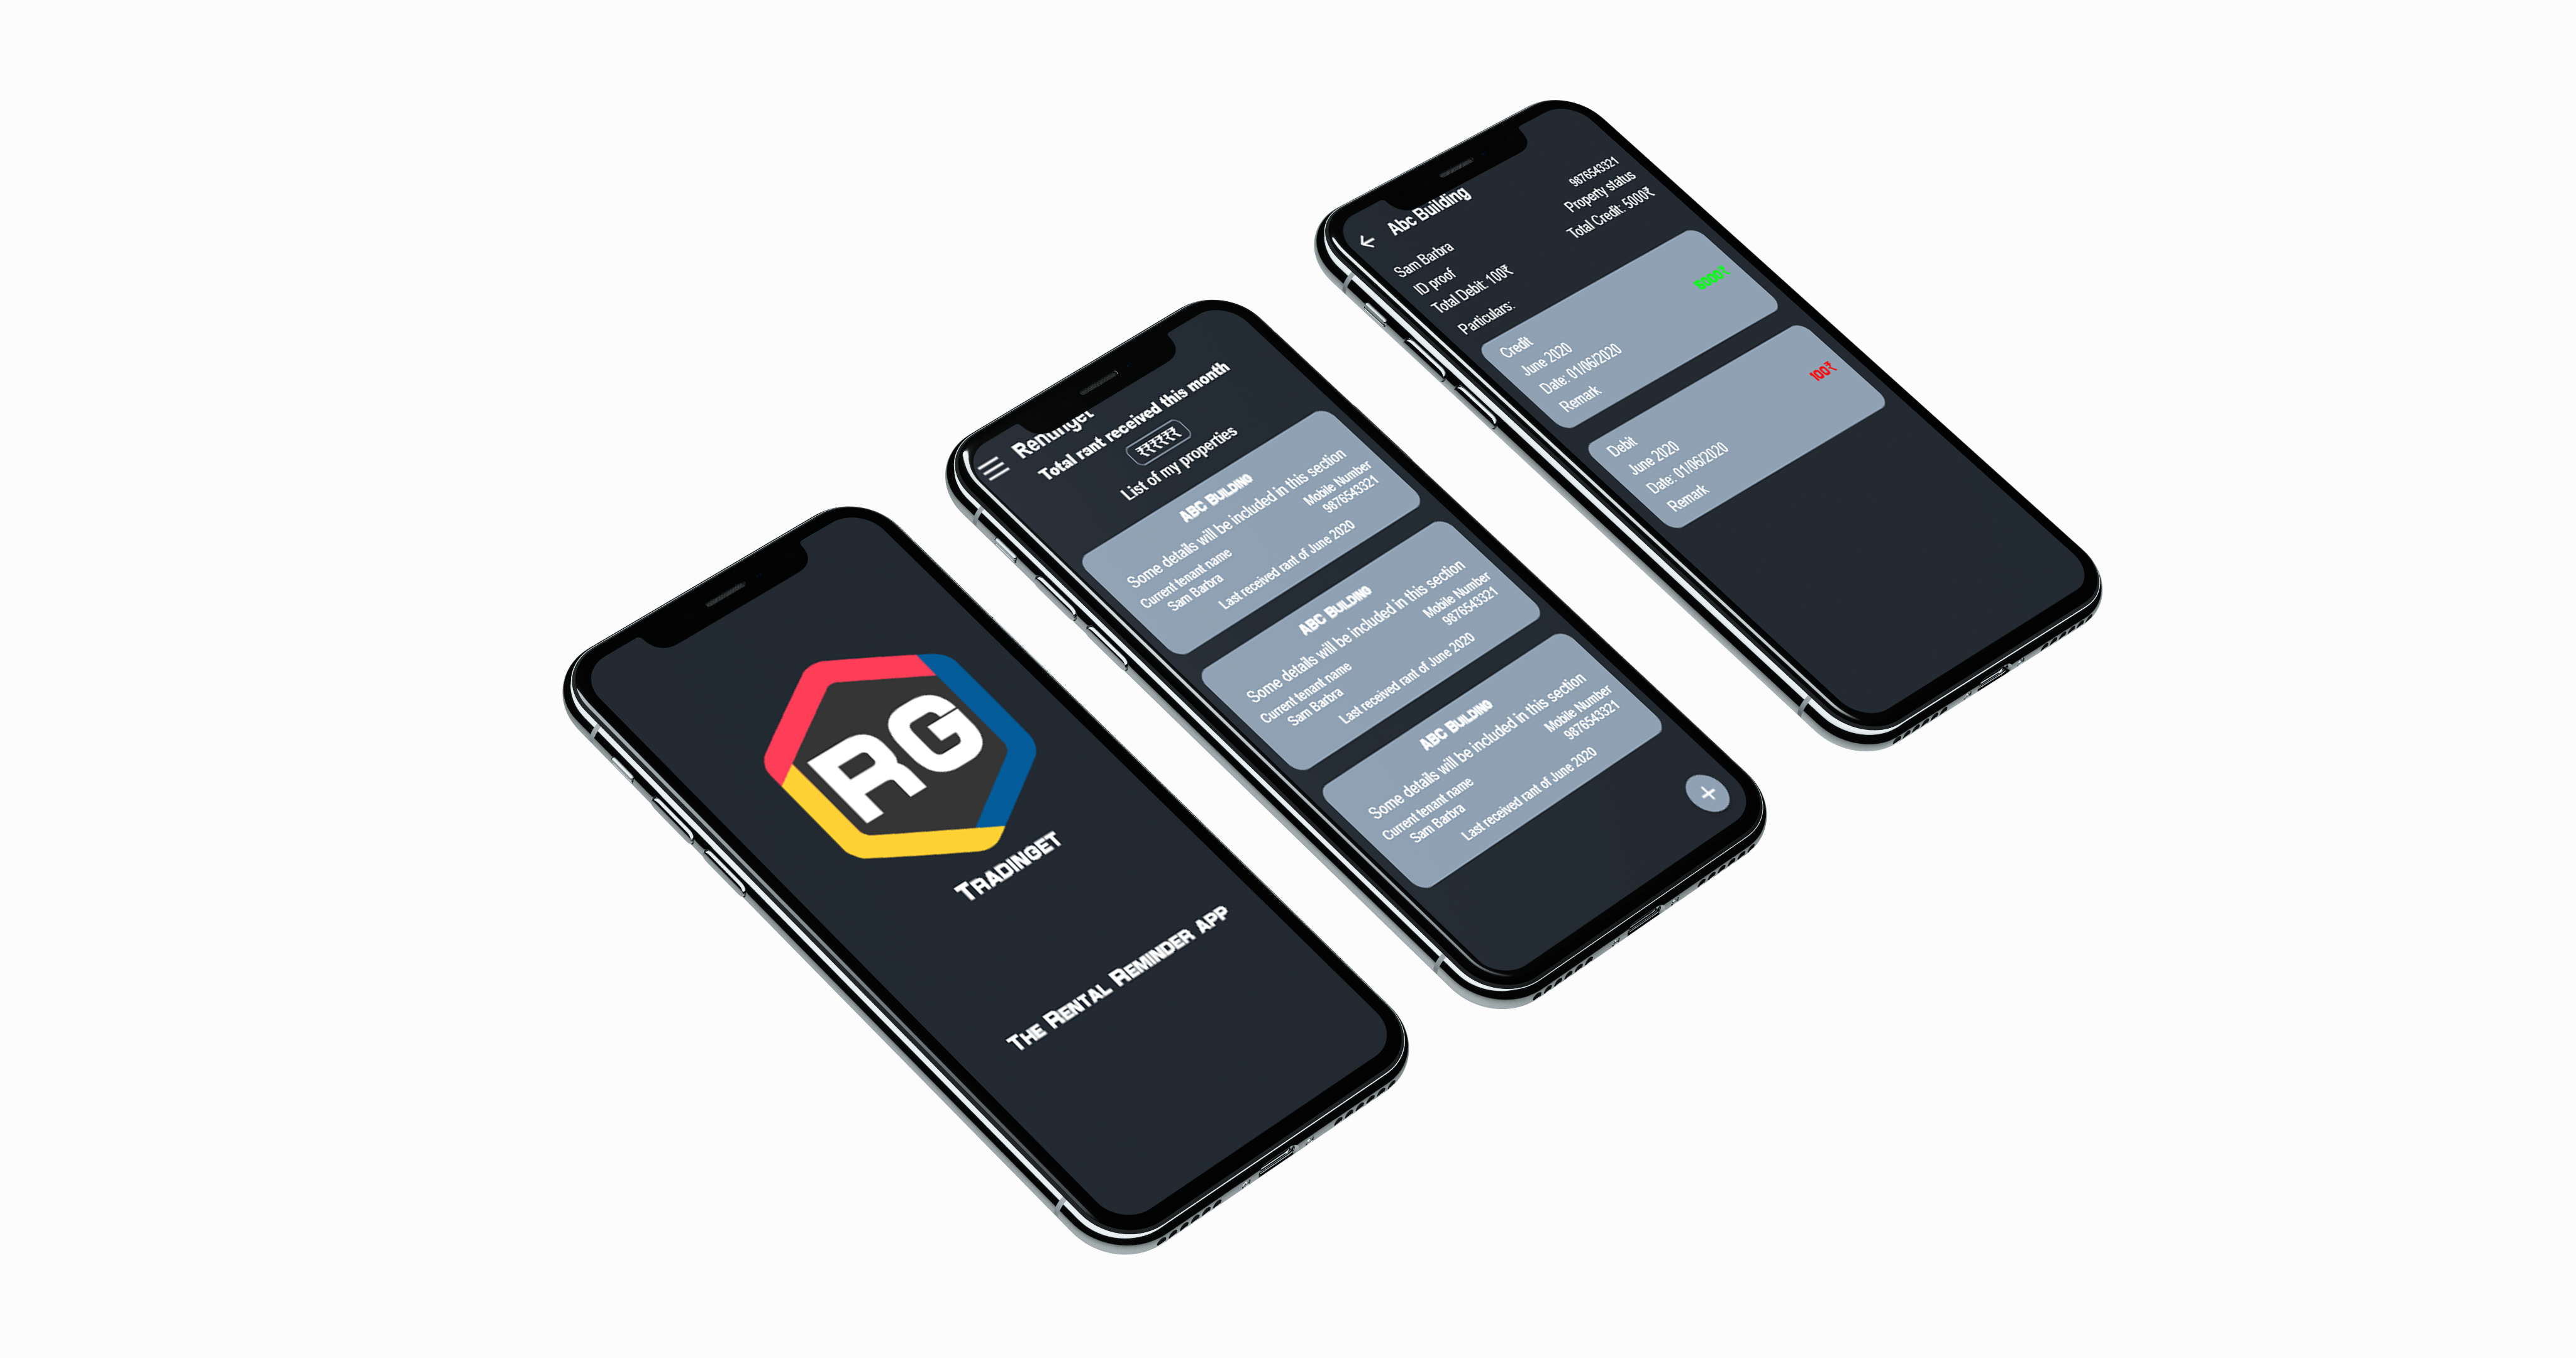 RG
TRADINGET
THE RENTAL REMINDER APP
Total rant received this month
₹₹₹₹₹₹
List of my properties
ABC BUILDING
Some details will be included in this section
Current tenant name
Mobile Number
Sam Barbra
9876543321
Last received rant of June 2020
ABC BUILDING
Some details will be included in this section
Current tenant name
Mobile Number
Sam Barbra
9876543321
Last received rant of June 2020
ABC BUILDING
Some details will be included in this section
Current tenant name
Mobile Number
Sam Barbra
9876543321
Last received rant of June 2020
Abc Building
Sam Barbra
9876543321
ID proof
Property status
Total Debit: 100₹
Total Credit: 5000₹
Particulars:
Credit
5000₹
June 2020
Date: 01/06/2020
Remark
Debit
100₹
June 2020
Date: 01/06/2020
Remark